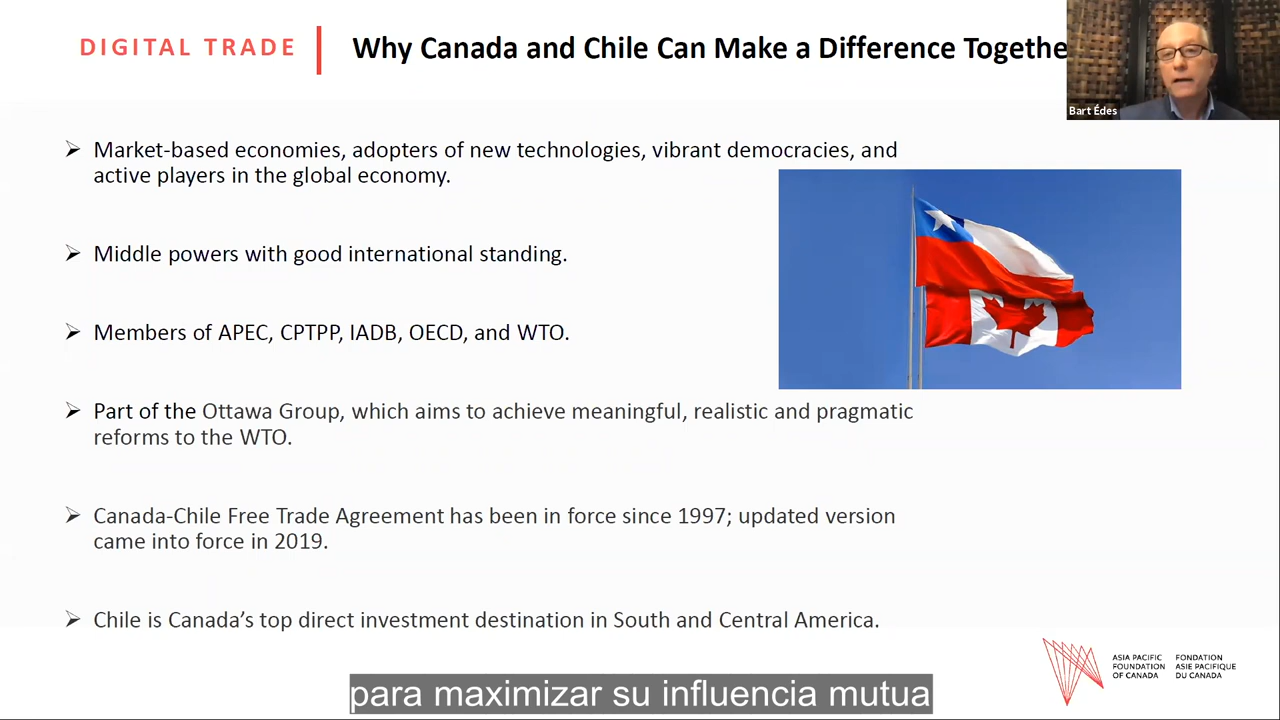 DIGITAL TRADE
Why Canada and Chile Can Make a Difference Togethe
Bart Édes
➢ Market-based economies, adopters of new technologies, vibrant democracies, and
active players in the global economy.
➢ Middle powers with good international standing.
➢ Members of APEC, CPTPP, IADB, OECD, and WTO.
➢ Part of the Ottawa Group, which aims to achieve meaningful, realistic and pragmatic
reforms to the WTO.
➢ Canada-Chile Free Trade Agreement has been in force since 1997; updated version
came into force in 2019.
➢ Chile is Canada’s top direct investment destination in South and Central America.
ASIA PACIFIC
FOUNDATION
OF CANADA
FONDATION
ASIE PACIFIQUE
DU CANADA
para maximizar su influencia mutua